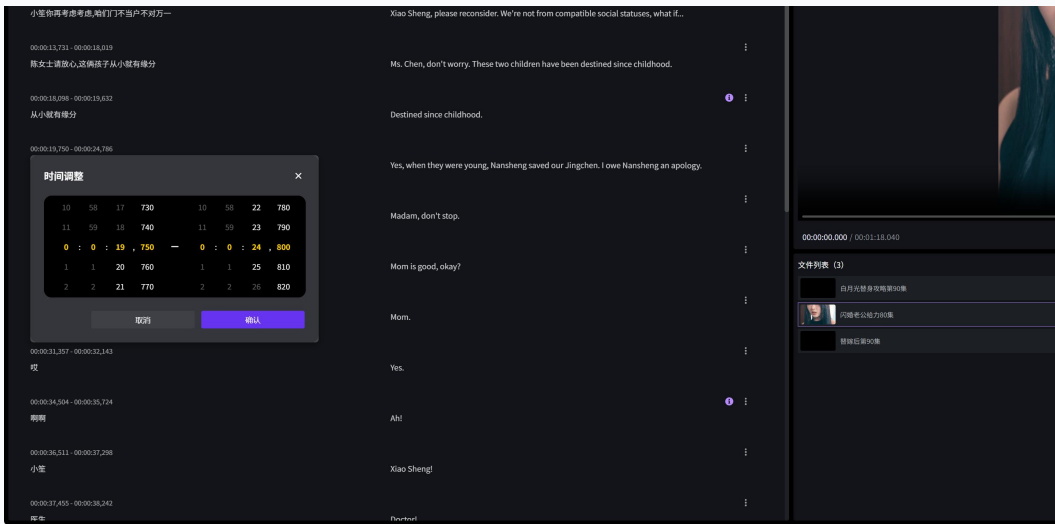 小笙你再考虑考虑,咱们门不当户不对万一
Xiao Sheng, please reconsider. We're not from compatible social statuses, what if...
00:00:13,731 - 00:00:18,019
陈女士请放心,这俩孩子从小就有缘分
Ms. Chen, don't worry. These two children have been destined since childhood.
00:00:18,098 - 00:00:19,632
从小就有缘分
Destined since childhood.
00:00:19,750 - 00:00:24,786
Yes, when they were young, Nansheng saved our Jingchen. I owe Nansheng an apology.
时间调整
×
10 58 17 730 10 58 22 780
11 59 18 740 11 59 23 790
0 : 0 : 19 , 750 — 0 : 0 : 24 , 800
1 1 20 760 1 1 25 810
2 2 21 770 2 2 26 820
取消
确认
Madam, don't stop.
Mom is good, okay?
Mom.
00:00:31,357 - 00:00:32,143
哎
Yes.
00:00:34,504 - 00:00:35,724
啊啊
Ah!
00:00:36,511 - 00:00:37,298
小笙
Xiao Sheng!
00:00:37,455 - 00:00:38,242
医生
Doctor!
00:00:00.000 / 00:01:18.040
文件列表（3）
白月光替身攻略第90集
闪婚老公给力80集
替嫁后第90集